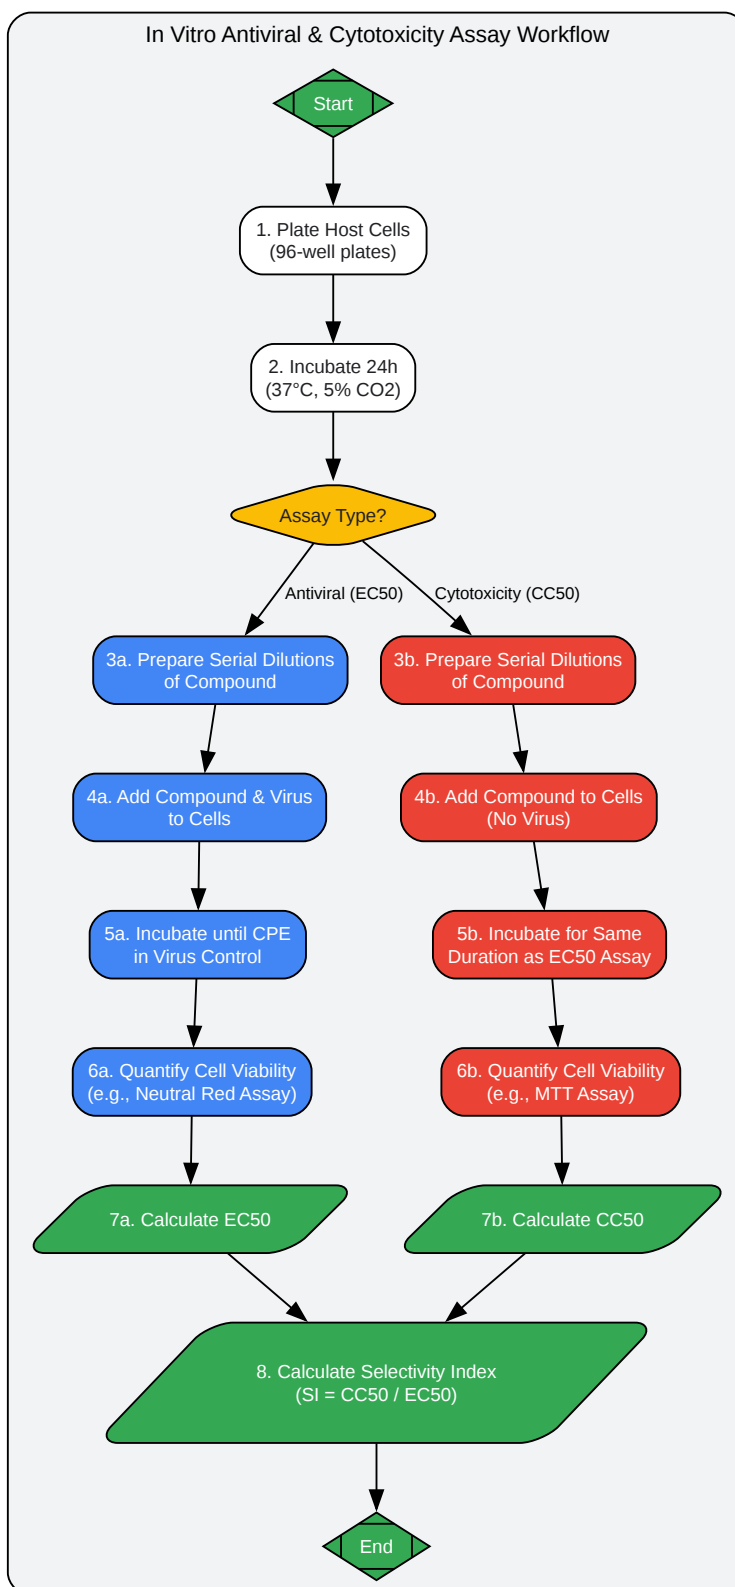 In Vitro Antiviral & Cytotoxicity Assay Workflow
Start
1. Plate Host Cells
(96-well plates)
2. Incubate 24h
(37°C, 5% CO2)
Assay Type?
Antiviral (EC50)
Cytotoxicity (CC50)
3a. Prepare Serial Dilutions
of Compound
3b. Prepare Serial Dilutions
of Compound
4a. Add Compound & Virus
to Cells
4b. Add Compound to Cells
(No Virus)
5a. Incubate until CPE
in Virus Control
5b. Incubate for Same
Duration as EC50 Assay
6a. Quantify Cell Viability
(e.g., Neutral Red Assay)
6b. Quantify Cell Viability
(e.g., MTT Assay)
7a. Calculate EC50
7b. Calculate CC50
8. Calculate Selectivity Index
(SI = CC50 / EC50)
End